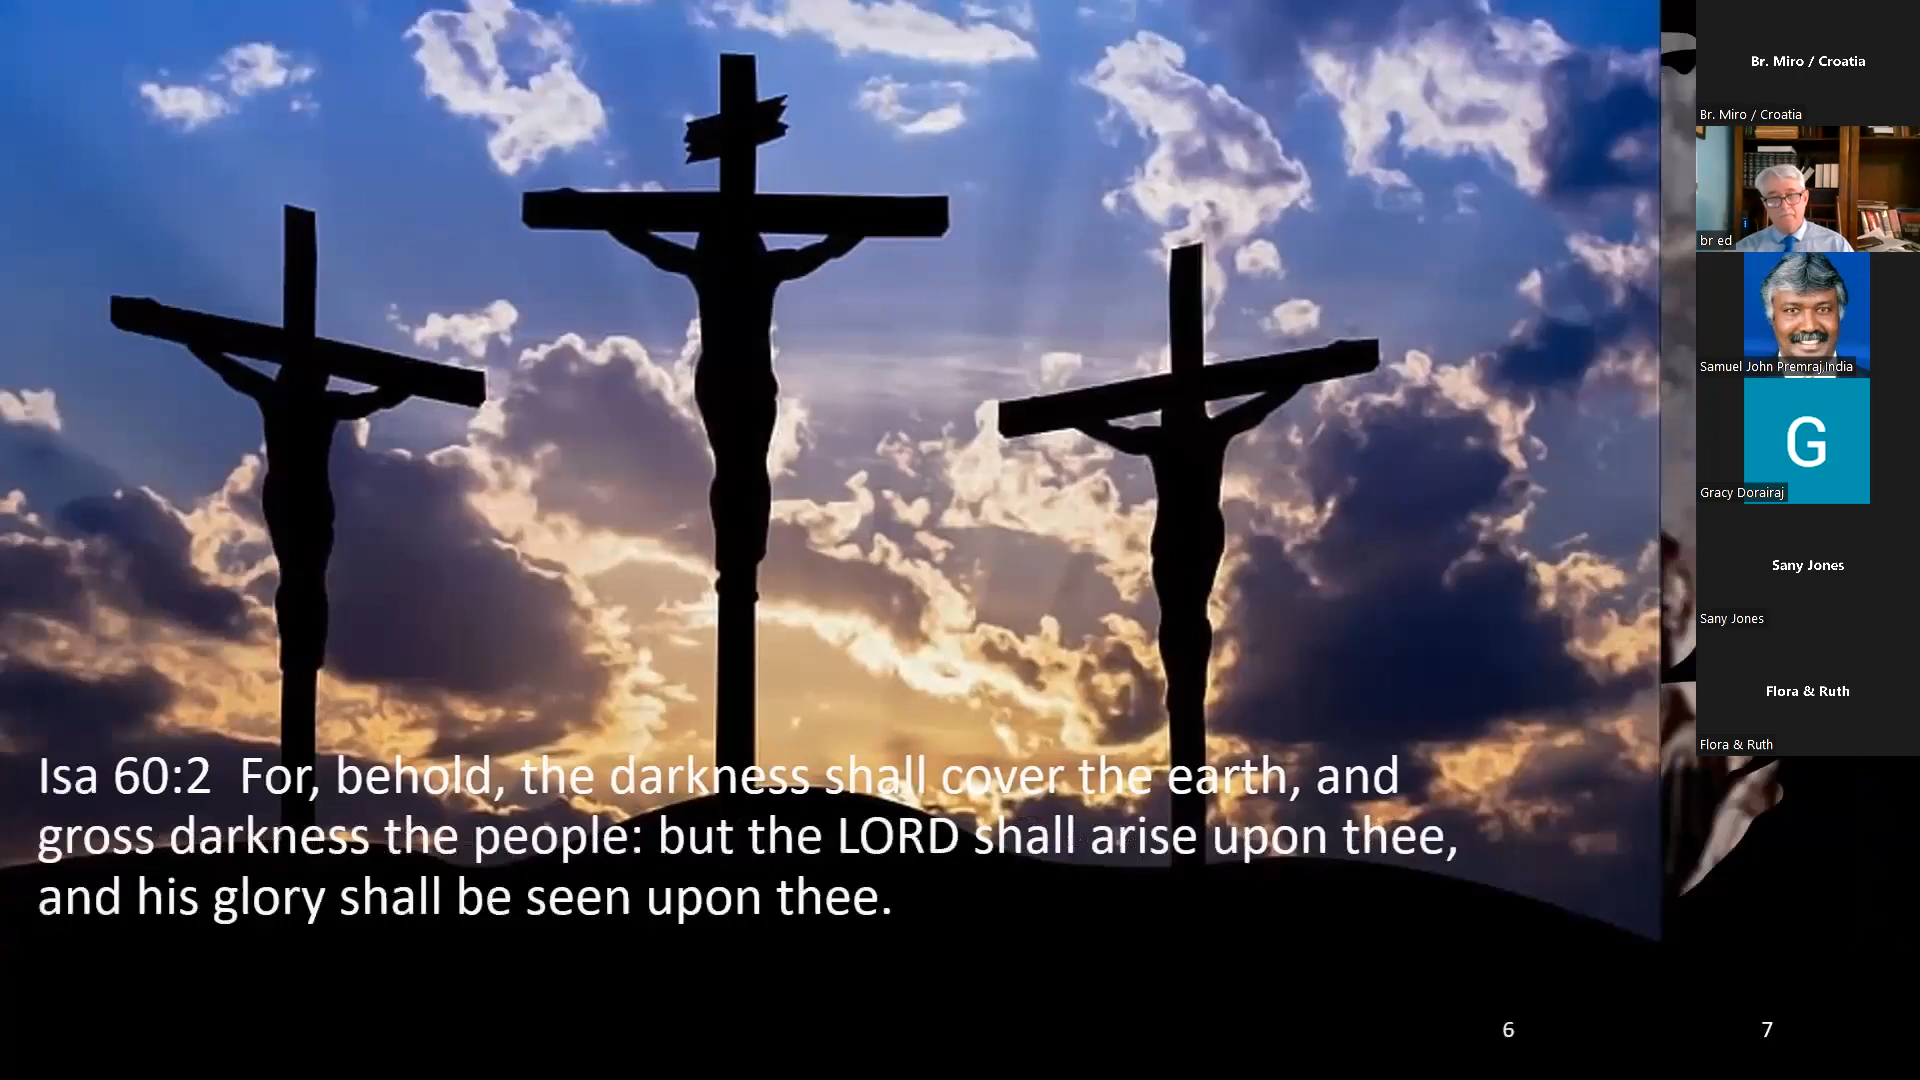 Isa 60:2  For, behold, the darkness shall cover the earth, and
gross darkness the people: but the LORD shall arise upon thee,
and his glory shall be seen upon thee.
6
7
Br. Miro / Croatia
Br. Miro / Croatia
br ed
Samuel John Premraj,India
G
Gracy Dorairaj
Sany Jones
Sany Jones
Flora & Ruth
Flora & Ruth